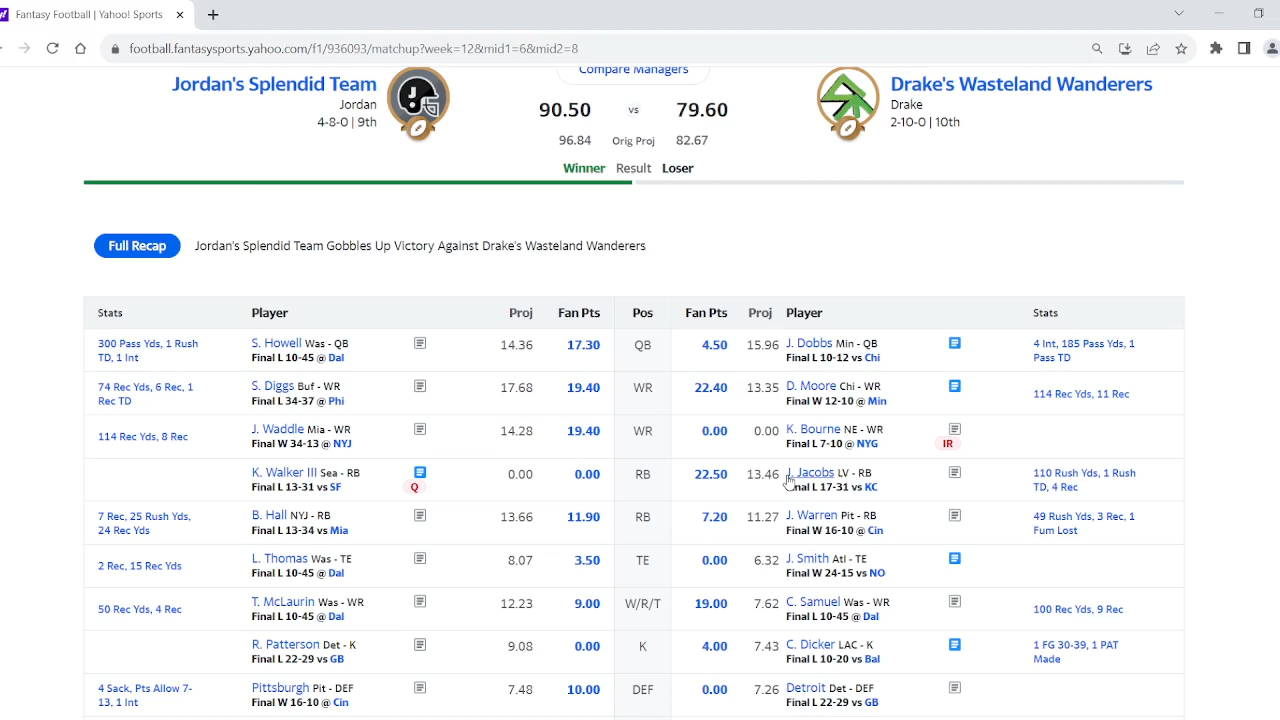 Fantasy Football | Yahoo! Sports
football.fantasysports.yahoo.com/f1/936093/matchup?week=12&mid1=6&mid2=8
Compare Managers
Jordan's Splendid Team
Jordan
4-8-0 | 9th
90.50 vs 79.60
96.84 Orig Proj 82.67
Winner Result Loser
Drake's Wasteland Wanderers
Drake
2-10-0 | 10th
Full Recap Jordan's Splendid Team Gobbles Up Victory Against Drake's Wasteland Wanderers
Stats Player Proj Fan Pts Pos Fan Pts Proj Player Stats
300 Pass Yds, 1 Rush S. Howell Was - QB 14.36 17.30 QB 4.50 15.96 J. Dobbs Min - QB 4 Int, 185 Pass Yds, 1
TD, 1 Int Final L 10-45 @ Dal Final L 10-12 vs Chi Pass TD
74 Rec Yds, 6 Rec, 1 S. Diggs Buf - WR 17.68 19.40 WR 22.40 13.35 D. Moore Chi - WR 114 Rec Yds, 11 Rec
Rec TD Final L 34-37 @ Phi Final W 12-10 @ Min
114 Rec Yds, 8 Rec J. Waddle Mia - WR 14.28 19.40 WR 0.00 0.00 K. Bourne NE - WR
Final W 34-13 @ NYJ Final L 7-10 @ NYG IR
K. Walker III Sea - RB 0.00 0.00 RB 22.50 13.46 J. Jacobs LV - RB 110 Rush Yds, 1 Rush
Final L 13-31 vs SF Q Final L 17-31 vs KC TD, 4 Rec
7 Rec, 25 Rush Yds, B. Hall NYJ - RB 13.66 11.90 RB 7.20 11.27 J. Warren Pit - RB 49 Rush Yds, 3 Rec, 1
24 Rec Yds Final L 13-34 vs Mia Final W 16-10 @ Cin Fum Lost
2 Rec, 15 Rec Yds L. Thomas Was - TE 8.07 3.50 TE 0.00 6.32 J. Smith Atl - TE
Final L 10-45 @ Dal Final W 24-15 vs NO
50 Rec Yds, 4 Rec T. McLaurin Was - WR 12.23 9.00 W/R/T 19.00 7.62 C. Samuel Was - WR 100 Rec Yds, 9 Rec
Final L 10-45 @ Dal Final L 10-45 @ Dal
R. Patterson Det - K 9.08 0.00 K 4.00 7.43 C. Dicker LAC - K 1 FG 30-39, 1 PAT
Final L 22-29 vs GB Final L 10-20 vs Bal Made
4 Sack, Pts Allow 7- Pittsburgh Pit - DEF 7.48 10.00 DEF 0.00 7.26 Detroit Det - DEF
13, 1 Int Final W 16-10 @ Cin Final L 22-29 vs GB